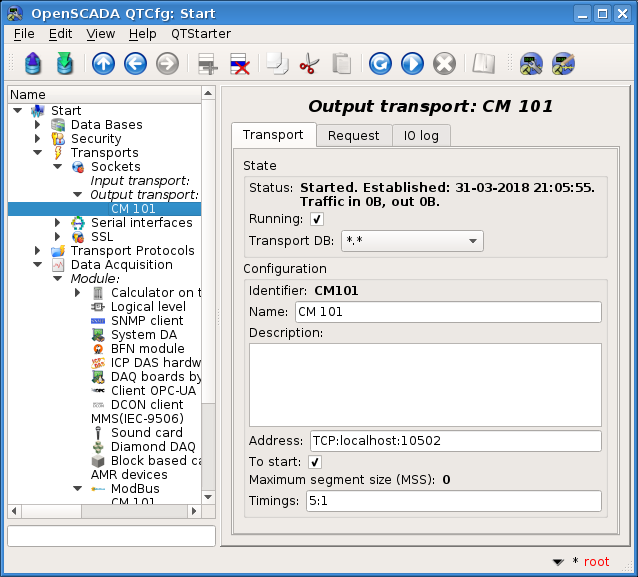 OpenSCADA QTCfg: Start
File Edit View Help QTStarter
Name
Start
Data Bases
Security
Transports
Sockets
Input transport:
Output transport:
CM 101
Serial interfaces
SSL
Transport Protocols
Data Acquisition
Module:
Calculator on t
Logical level
SNMP client
System DA
BFN module
ICP DAS hardw
DAQ boards by
Client OPC-UA
DCON client
MMS(IEC-9506)
Sound card
Diamond DAQ
Block based ca
AMR devices
ModBus
CM 101
Output transport: CM 101
Transport Request IO log
State
Status: Started. Established: 31-03-2018 21:05:55.
Traffic in 0B, out 0B.
Running:
Transport DB: *.*
Configuration
Identifier: CM101
Name: CM 101
Description:
Address: TCP:localhost:10502
To start:
Maximum segment size (MSS): 0
Timings: 5:1
* root